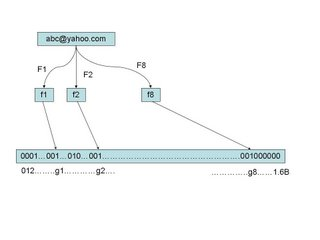 abc@yahoo.com
F1 F2 F8
f1 f2 f8
0001…001…010…001……………………………………………………001000000
012……..g1………...g2…. …………..g8……1.6B